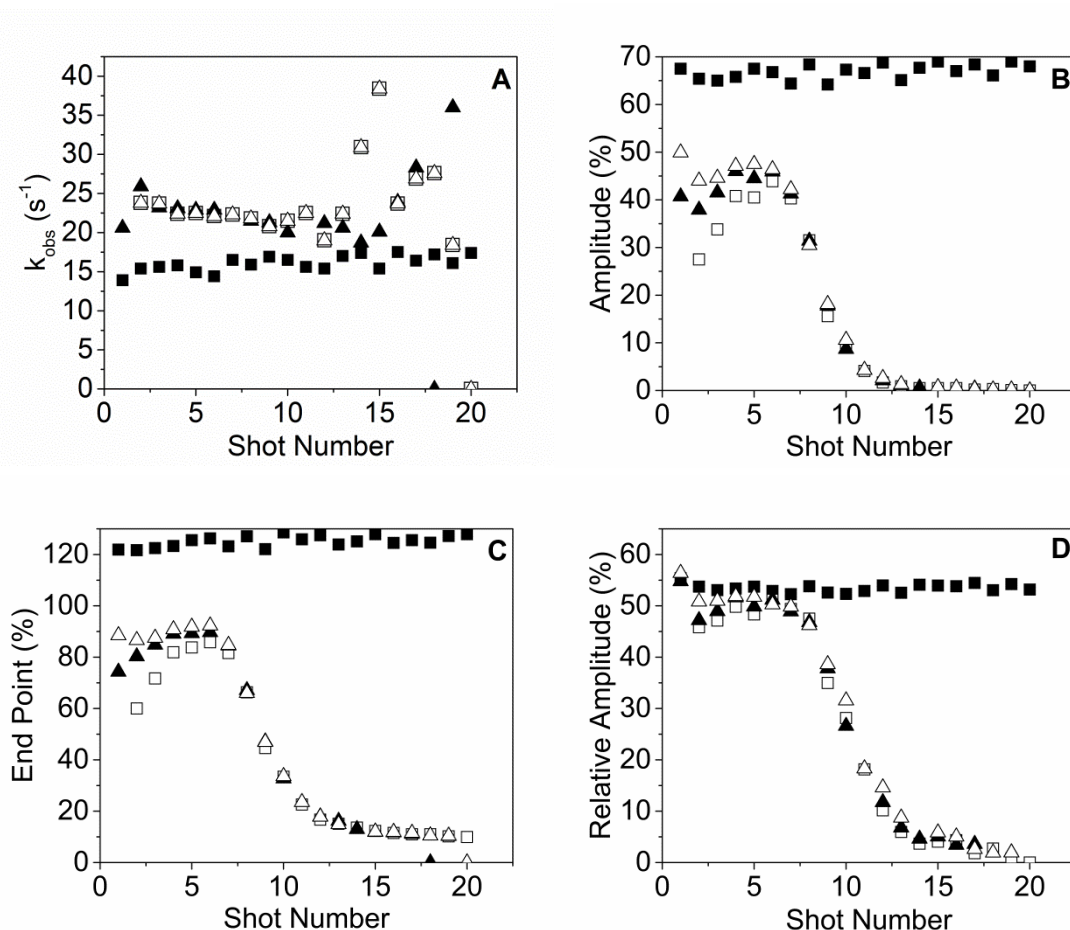 A
k_obs (s⁻¹)
40
35
30
25
20
15
10
5
0
0 5 10 15 20
Shot Number
B
Amplitude (%)
70
60
50
40
30
20
10
0
0 5 10 15 20
Shot Number
C
End Point (%)
120
100
80
60
40
20
0
0 5 10 15 20
Shot Number
D
Relative Amplitude (%)
60
50
40
30
20
10
0
0 5 10 15 20
Shot Number